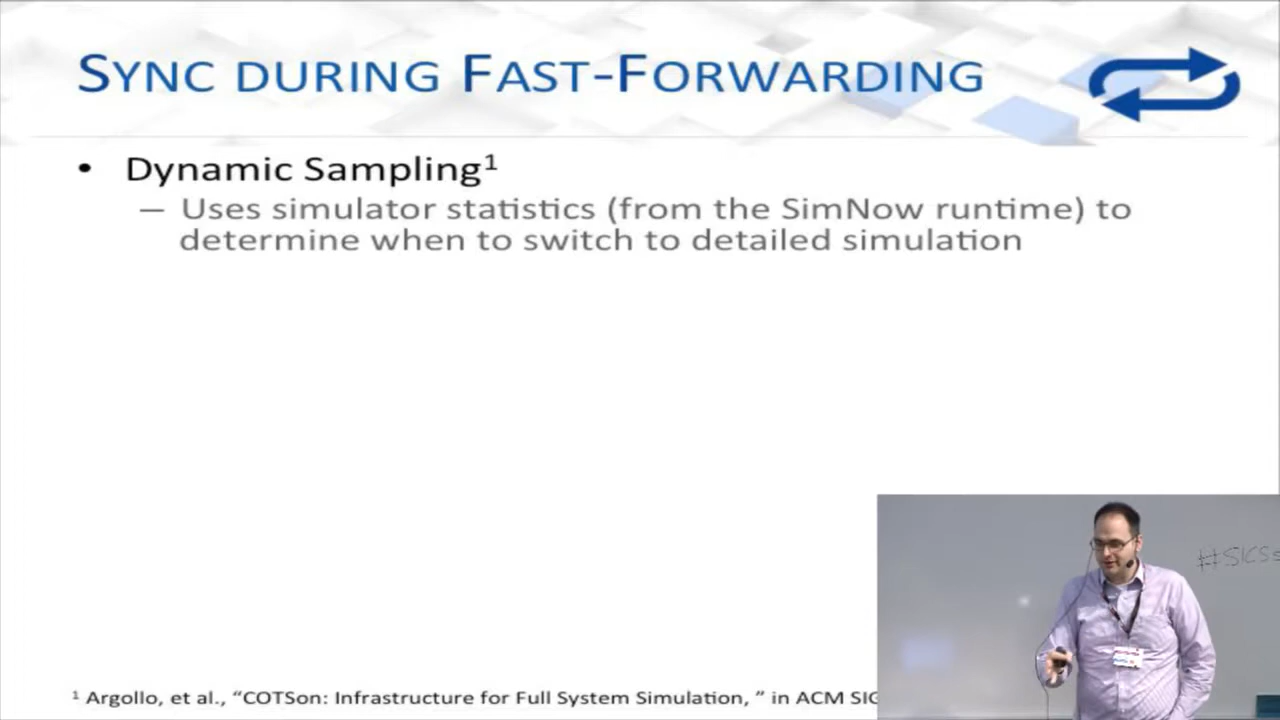 SYNC DURING FAST-FORWARDING
• Dynamic Sampling¹
– Uses simulator statistics (from the SimNow runtime) to
determine when to switch to detailed simulation
¹ Argollo, et al., “COTSon: Infrastructure for Full System Simulation, ” in ACM SIG
#SICSs